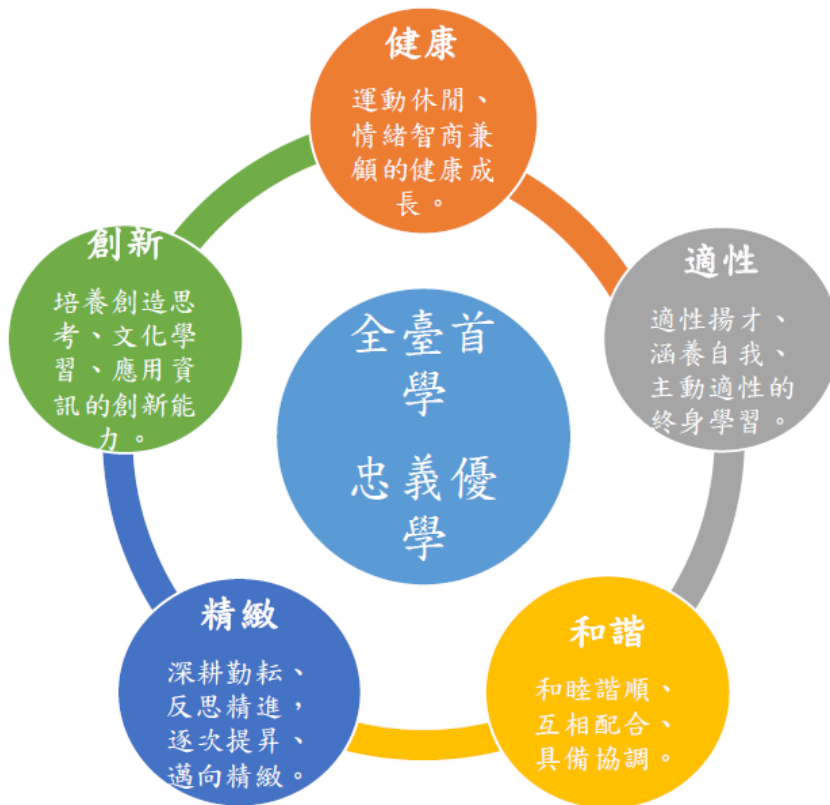 健康
運動休閒、
情緒智商兼
顧的健康成
長。
適性
適性揚才、
涵養自我、
主動適性的
終身學習。
和諧
和睦諧順、
互相配合、
具備協調。
精緻
深耕勤耘、
反思精進，
逐次提昇、
邁向精緻。
創新
培養創造思
考、文化學
習、應用資
訊的創新能
力。
全臺首
學
忠義優
學